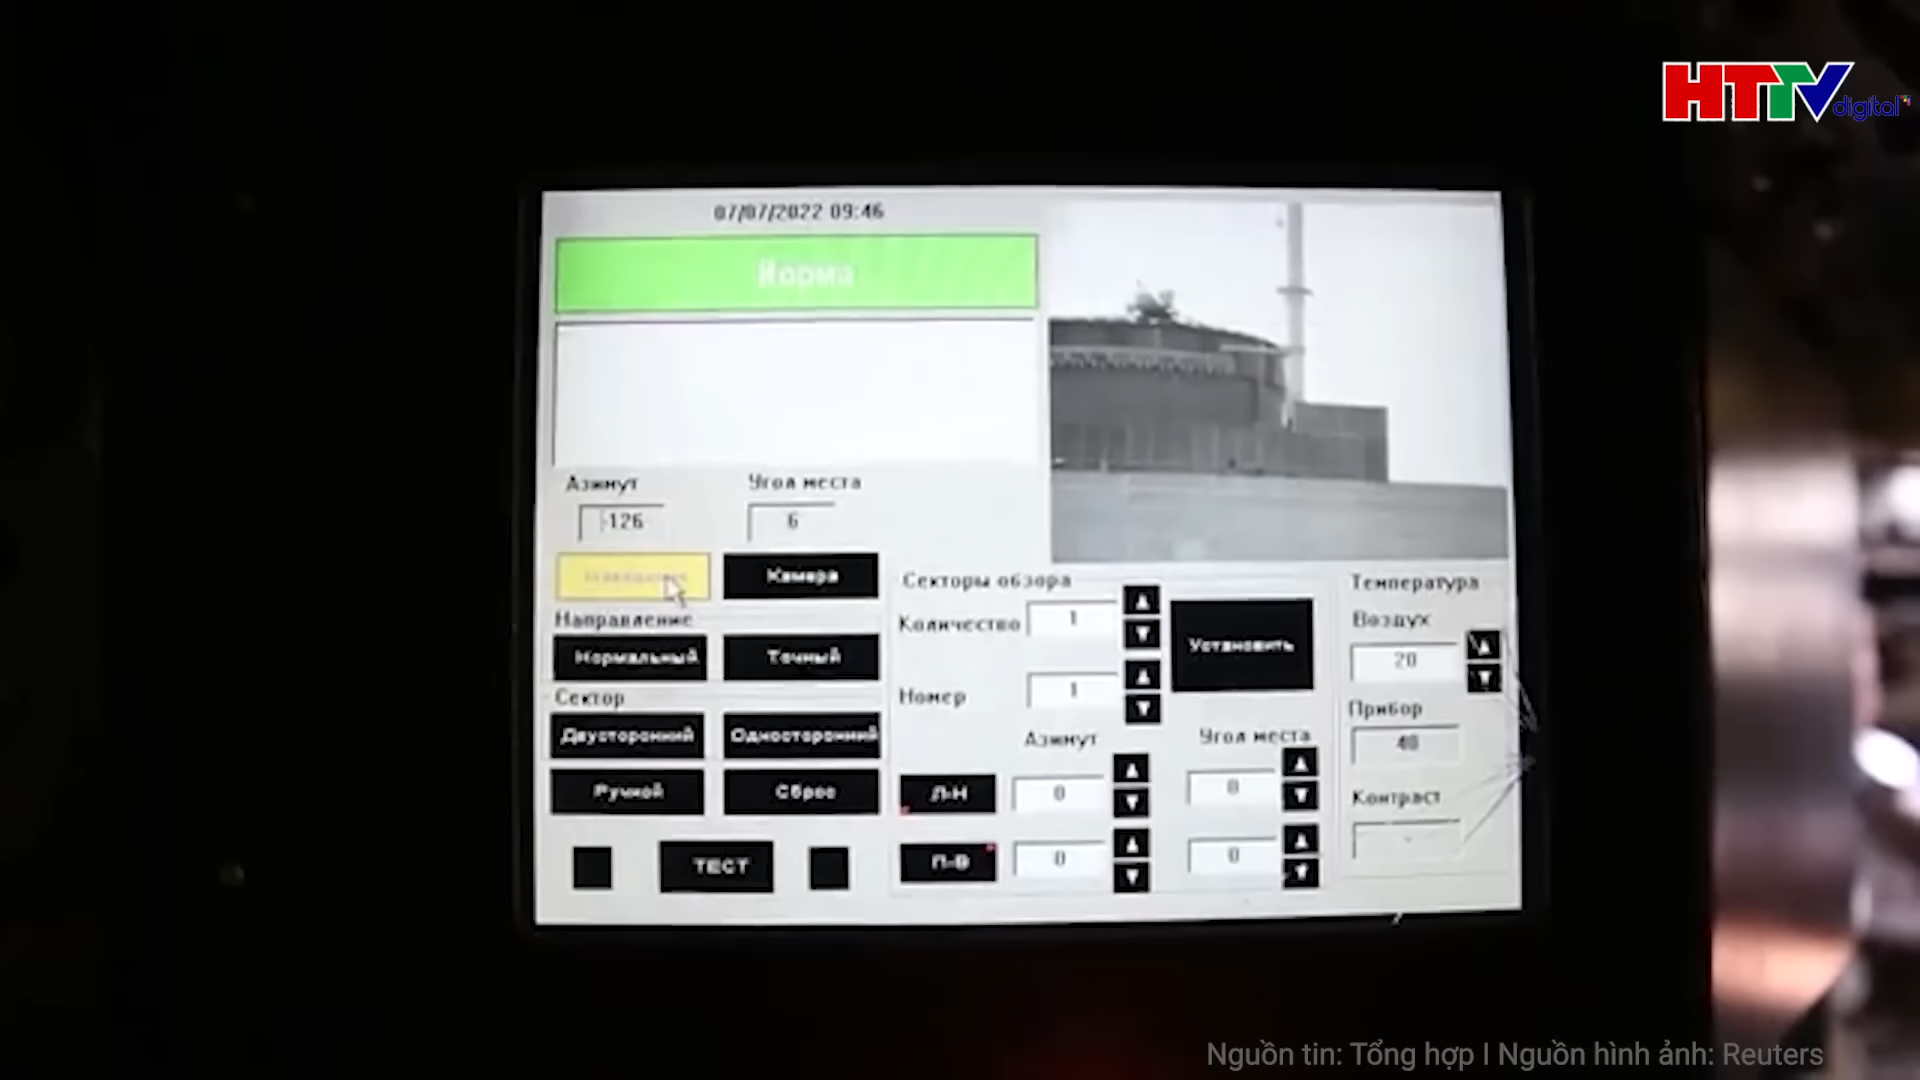 HTTV digital
07/07/2022 09:46
Норма
Азимут Угол места
-126 6
Камера
Направление
Нормальный Точный
Сектор
Двусторонний Односторонний
Ручной Сброс
ТЕСТ
Секторы обзора
Количество 1
Установить
Номер 1
Азимут Угол места
Л-Н 0 0
П-В 0 0
Температура
Воздух
20
Прибор
40
Контраст
-
Nguồn tin: Tổng hợp I Nguồn hình ảnh: Reuters